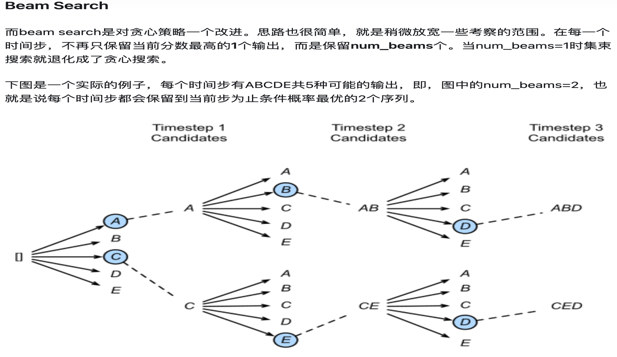 Beam Search
而beam search是对贪心策略一个改进。思路也很简单，就是稍微放宽一些考察的范围。在每一个
时间步，不再只保留当前分数最高的1个输出，而是保留num_beams个。当num_beams=1时集束
搜索就退化成了贪心搜索。
下图是一个实际的例子，每个时间步有ABCDE共5种可能的输出，即，图中的num_beams=2，也
就是说每个时间步都会保留到当前步为止条件概率最优的2个序列。
Timestep 1 Timestep 2 Timestep 3
Candidates Candidates Candidates
A A
B B
A C C
A D AB D ABD
B E E
[] C
D A A
E B B
C C CE C CED
D D
E E